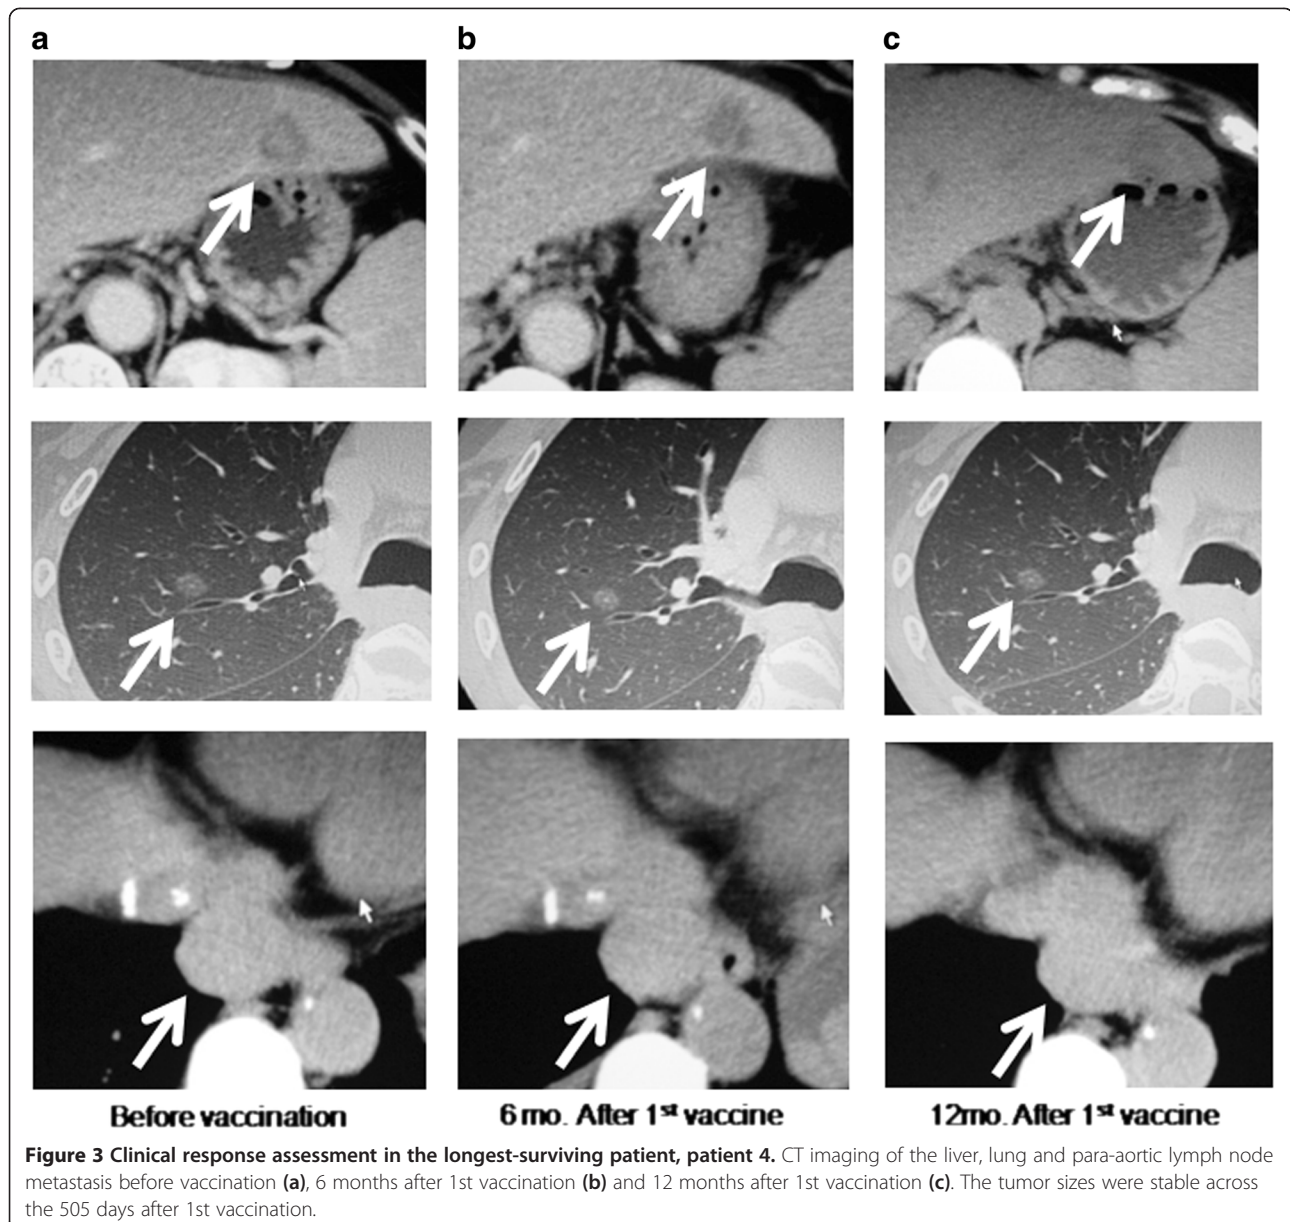 a b c
Before vaccination 6 mo. After 1st vaccine 12mo. After 1st vaccine
Figure 3 Clinical response assessment in the longest-surviving patient, patient 4. CT imaging of the liver, lung and para-aortic lymph node
metastasis before vaccination (a), 6 months after 1st vaccination (b) and 12 months after 1st vaccination (c). The tumor sizes were stable across
the 505 days after 1st vaccination.